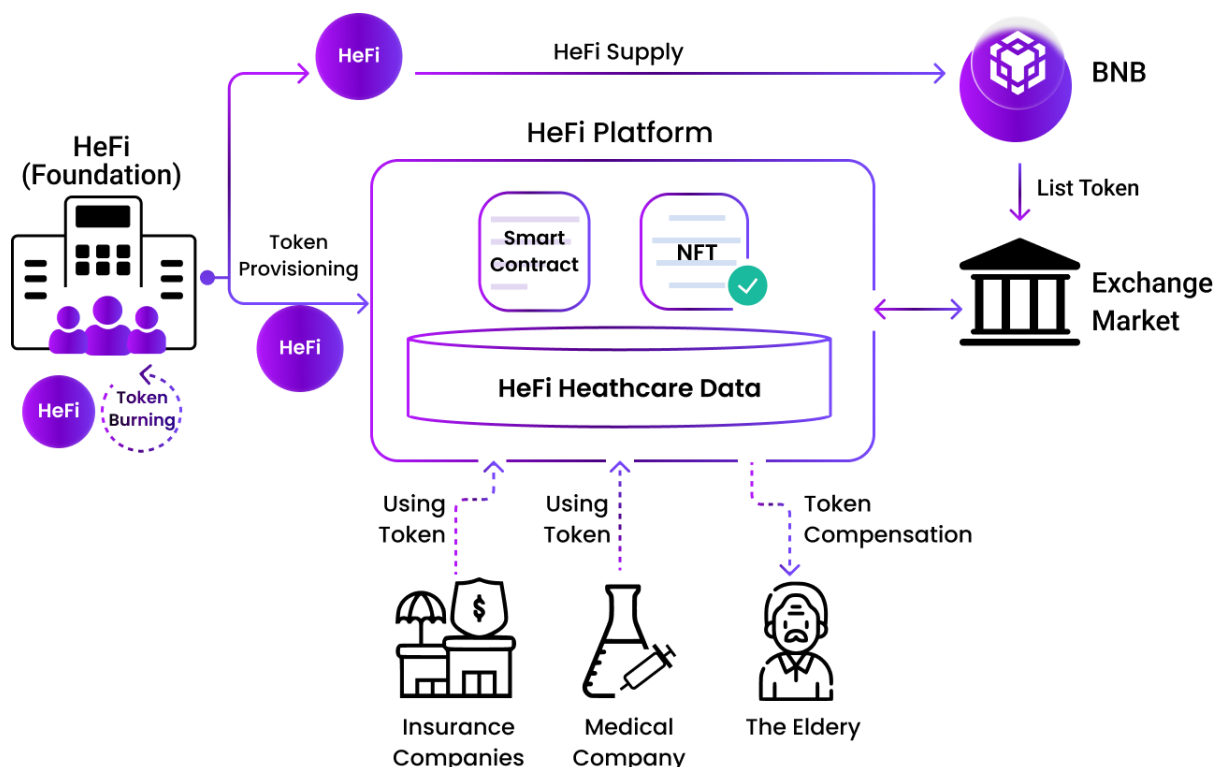 HeFi
HeFi Supply
BNB
HeFi Platform
HeFi
(Foundation)
List Token
Token
Provisioning
Smart
Contract
NFT
Exchange
Market
HeFi
HeFi Heathcare Data
HeFi
Token
Burning
Using
Token
Using
Token
Token
Compensation
$
Insurance
Companies
Medical
Company
The Eldery